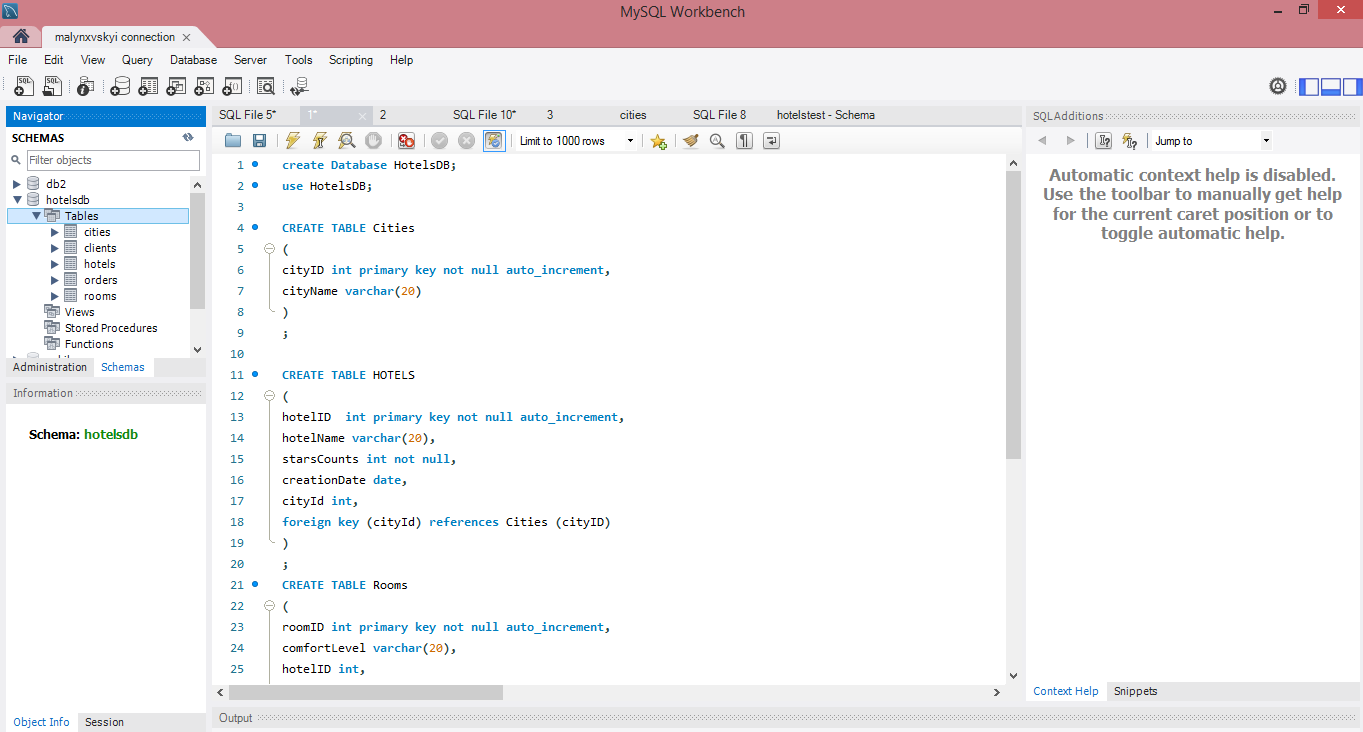 MySQL Workbench
malynxvskyi connection
File Edit View Query Database Server Tools Scripting Help
Navigator
SCHEMAS
Filter objects
db2
hotelsdb
Tables
cities
clients
hotels
orders
rooms
Views
Stored Procedures
Functions
Administration Schemas
Information
Schema: hotelsdb
Object Info Session
SQL File 5* 1* 2 SQL File 10* 3 cities SQL File 8 hotelstest - Schema
Limit to 1000 rows
1 create Database HotelsDB;
2 use HotelsDB;
3
4 CREATE TABLE Cities
5 (
6 cityID int primary key not null auto_increment,
7 cityName varchar(20)
8 )
9 ;
10
11 CREATE TABLE HOTELS
12 (
13 hotelID  int primary key not null auto_increment,
14 hotelName varchar(20),
15 starsCounts int not null,
16 creationDate date,
17 cityId int,
18 foreign key (cityId) references Cities (cityID)
19 )
20 ;
21 CREATE TABLE Rooms
22 (
23 roomID int primary key not null auto_increment,
24 comfortLevel varchar(20),
25 hotelID int,
Output
SQLAdditions
Jump to
Automatic context help is disabled.
Use the toolbar to manually get help
for the current caret position or to
toggle automatic help.
Context Help Snippets